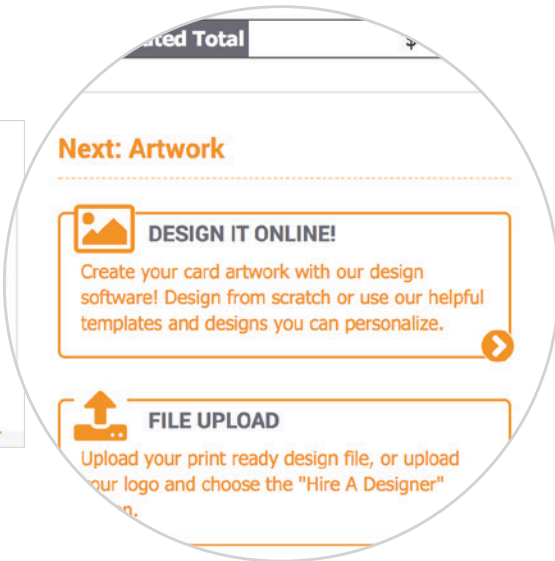 Total
$
Next: Artwork
DESIGN IT ONLINE!
Create your card artwork with our design
software! Design from scratch or use our helpful
templates and designs you can personalize.
FILE UPLOAD
Upload your print ready design file, or upload
your logo and choose the "Hire A Designer"